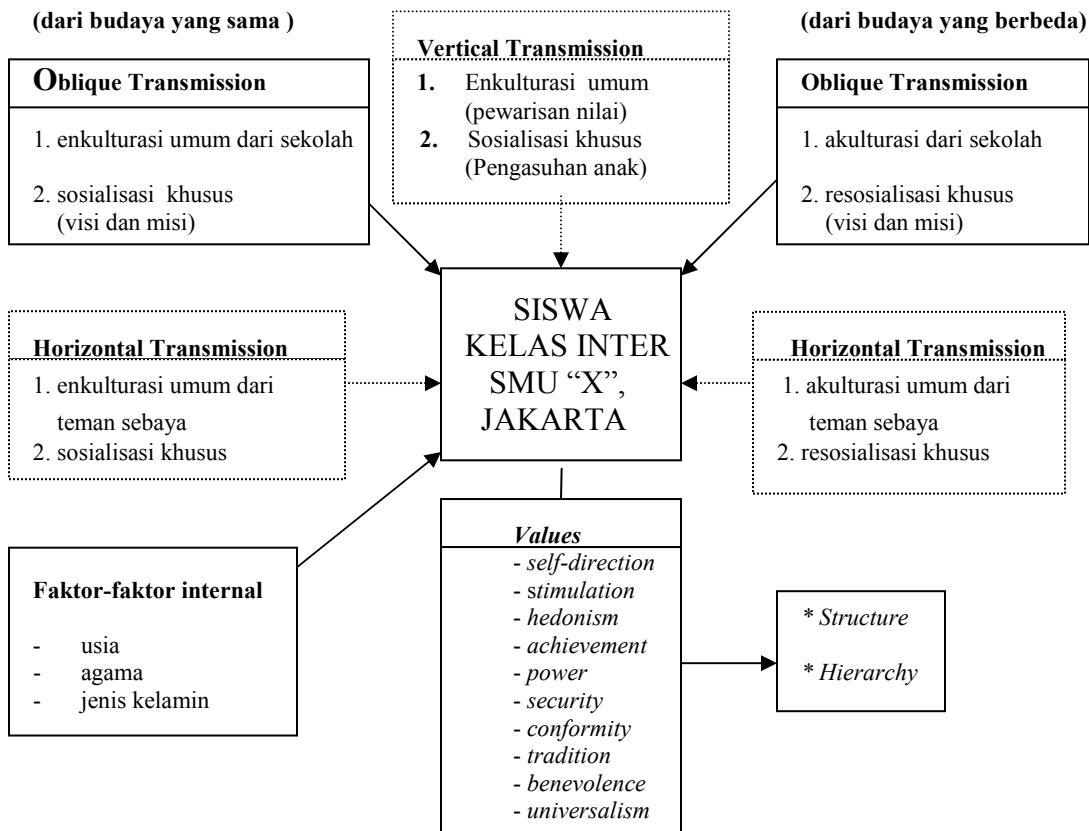 (dari budaya yang sama )
(dari budaya yang berbeda)
Oblique Transmission
1. enkulturasi umum dari sekolah
2. sosialisasi khusus
(visi dan misi)
Vertical Transmission
1. Enkulturasi umum
(pewarisan nilai)
2. Sosialisasi khusus
(Pengasuhan anak)
Oblique Transmission
1. akulturasi dari sekolah
2. resosialisasi khusus
(visi dan misi)
Horizontal Transmission
1. enkulturasi umum dari
teman sebaya
2. sosialisasi khusus
SISWA
KELAS INTER
SMU “X”,
JAKARTA
Horizontal Transmission
1. akulturasi umum dari
teman sebaya
2. resosialisasi khusus
Faktor-faktor internal
- usia
- agama
- jenis kelamin
Values
- self-direction
- stimulation
- hedonism
- achievement
- power
- security
- conformity
- tradition
- benevolence
- universalism
* Structure
* Hierarchy